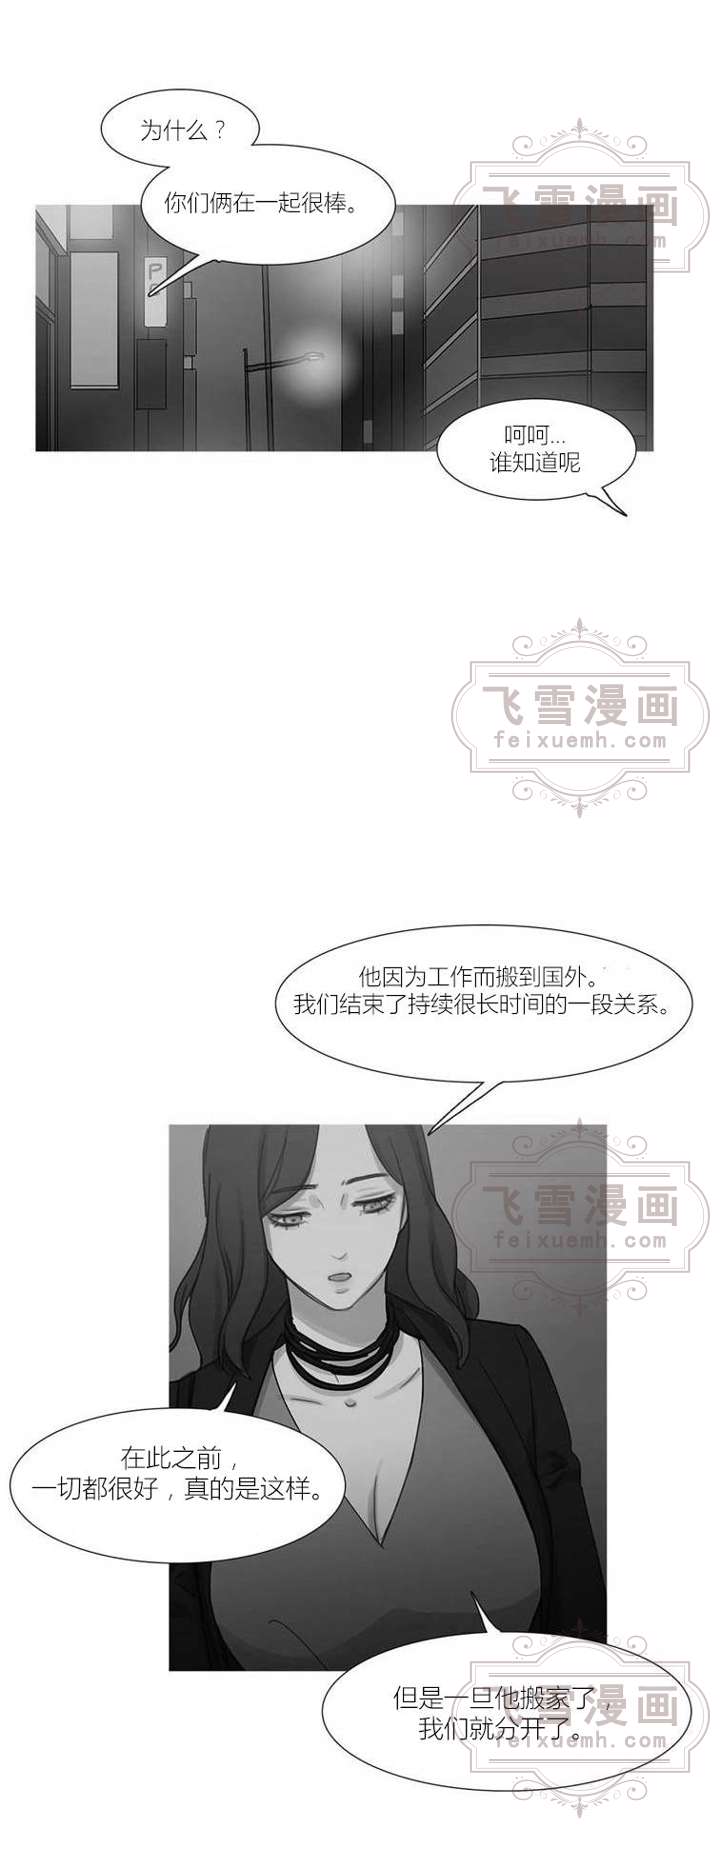 为什么？
你们俩在一起很棒。
飞雪漫画
feixuemh.com
P
呵呵...
谁知道呢
飞雪漫画
feixuemh.com
他因为工作而搬到国外。
我们结束了持续很长时间的一段关系。
飞雪漫画
feixuemh.com
在此之前，
一切都很好，真的是这样。
但是一旦他搬家了，
我们就分开了。
飞雪漫画
feixuemh.com